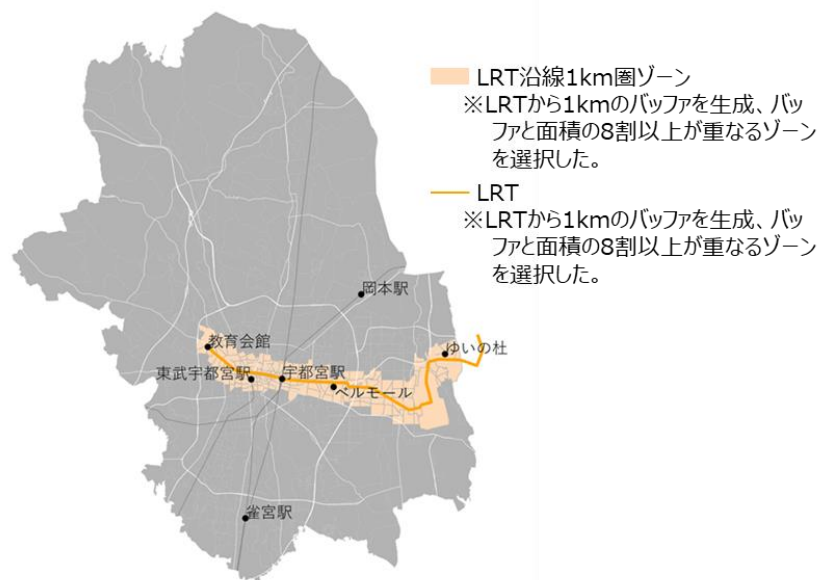 LRT沿線1km圏ゾーン
※LRTから1kmのバッファを生成、バッ
ファと面積の8割以上が重なるゾーン
を選択した。
LRT
※LRTから1kmのバッファを生成、バッ
ファと面積の8割以上が重なるゾーン
を選択した。
岡本駅
教育会館
ゆいの杜
東武宇都宮駅
宇都宮駅
ベルモール
雀宮駅